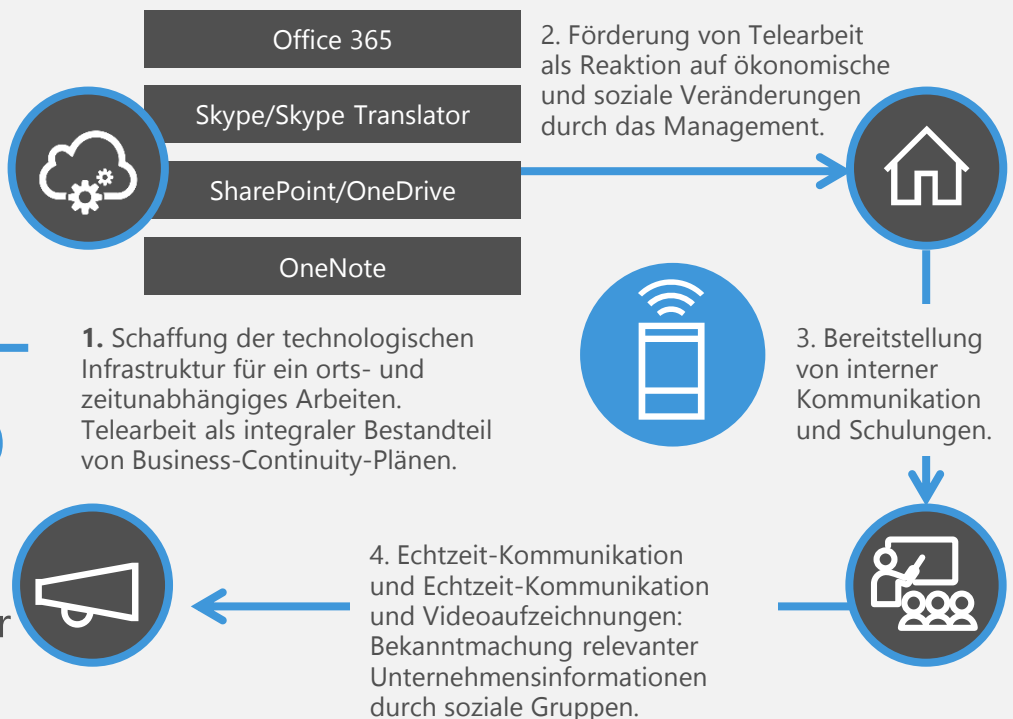 Office 365
Skype/Skype Translator
SharePoint/OneDrive
OneNote
1. Schaffung der technologischen
Infrastruktur für ein orts- und
zeitunabhängiges Arbeiten.
Telearbeit als integraler Bestandteil
von Business-Continuity-Plänen.
2. Förderung von Telearbeit
als Reaktion auf ökonomische
und soziale Veränderungen
durch das Management.
3. Bereitstellung
von interner
Kommunikation
und Schulungen.
4. Echtzeit-Kommunikation
und Echtzeit-Kommunikation
und Videoaufzeichnungen:
Bekanntmachung relevanter
Unternehmensinformationen
durch soziale Gruppen.